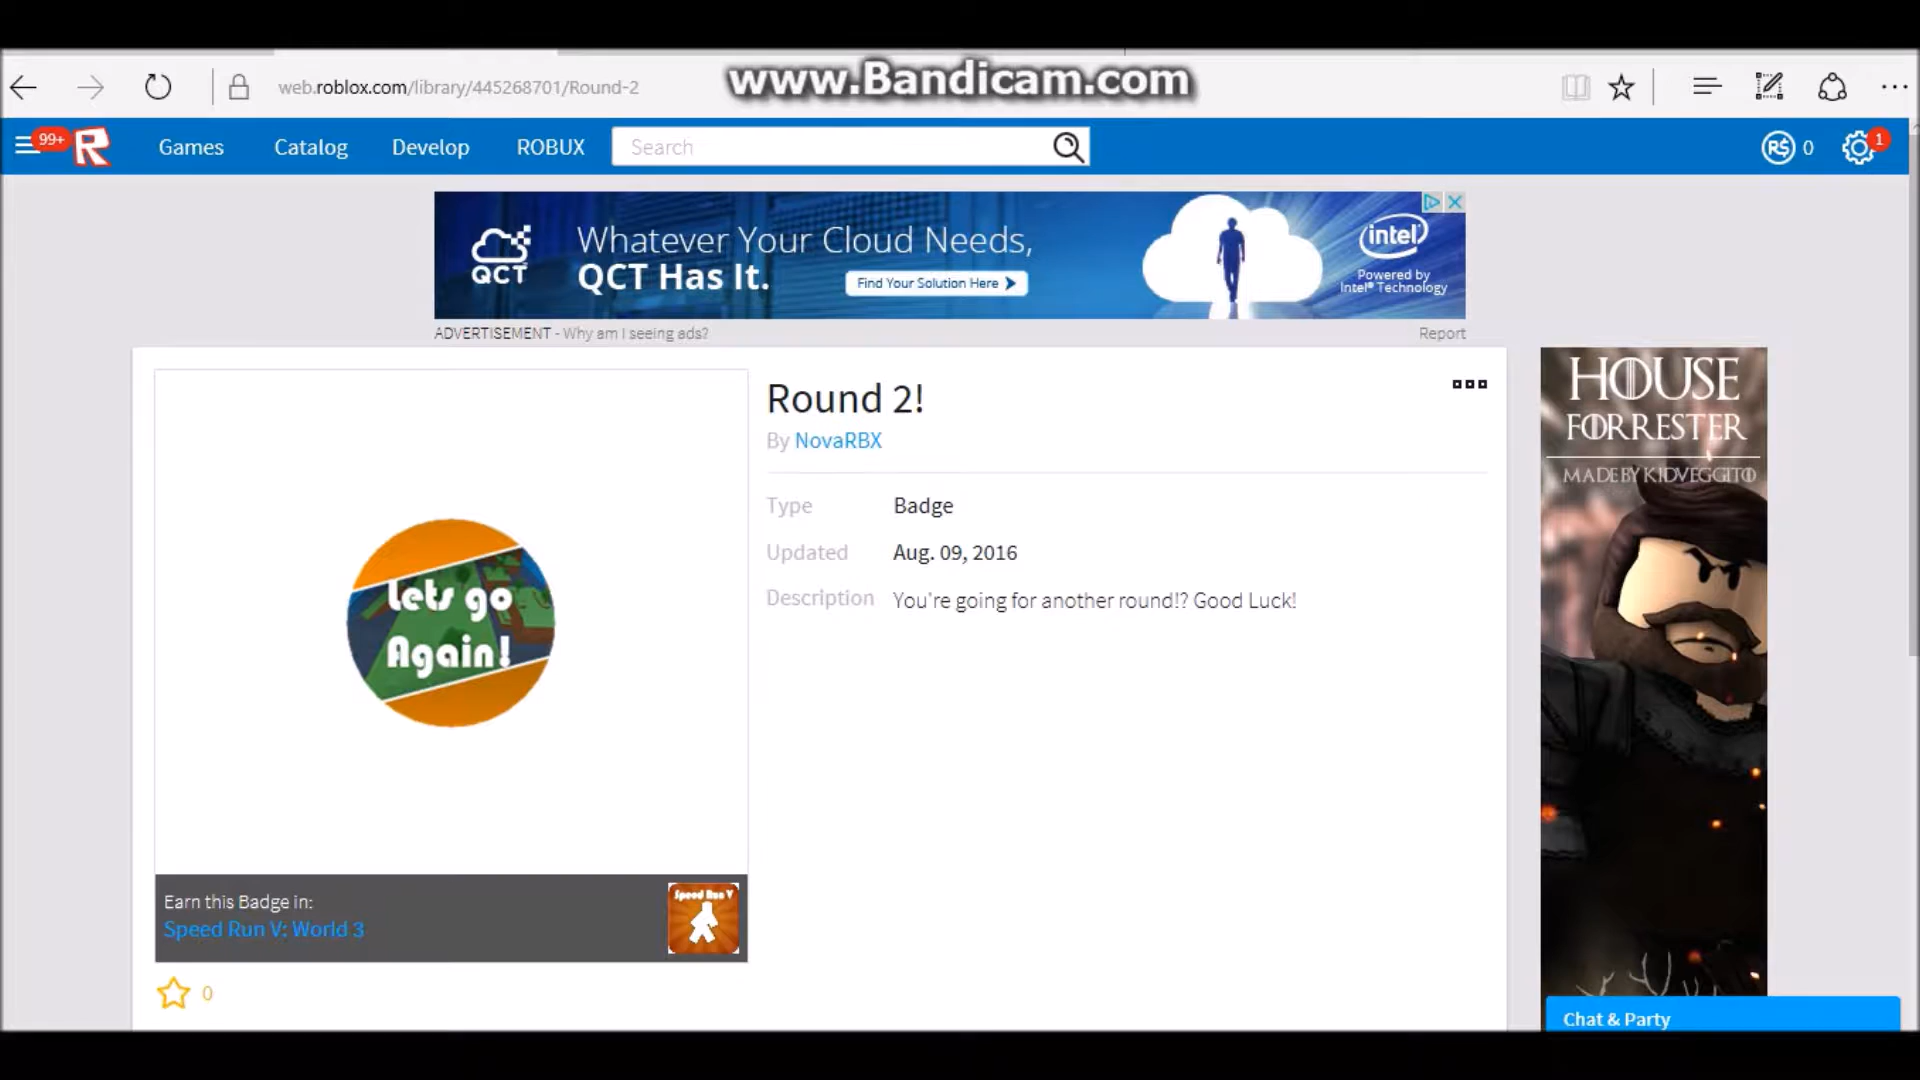 www.Bandicam.com
web.roblox.com/library/445268701/Round-2
99+
R
Games
Catalog
Develop
ROBUX
Search
R$ 0
1
QCT
Whatever Your Cloud Needs,
QCT Has It.
Find Your Solution Here
intel
Powered by
Intel® Technology
ADVERTISEMENT - Why am I seeing ads?
Report
HOUSE
FORRESTER
MADE BY KIDVEGGITO
Round 2!
By NovaRBX
Type Badge
Updated Aug. 09, 2016
Description You're going for another round!? Good Luck!
Lets go
Again!
Earn this Badge in:
Speed Run V: World 3
Speed Run V
0
Chat & Party